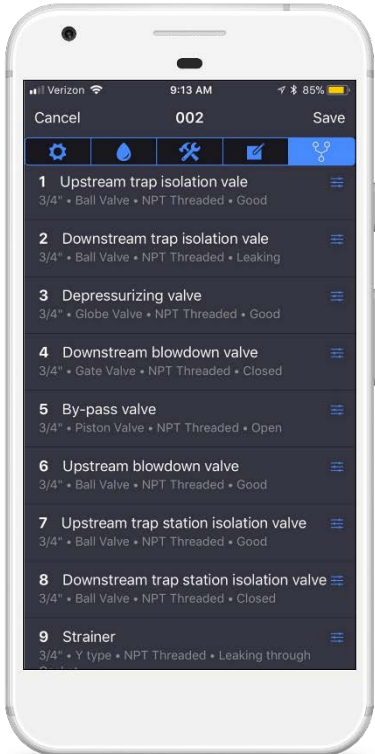 Verizon 9:13 AM 85%
Cancel 002 Save
1 Upstream trap isolation vale
3/4" • Ball Valve • NPT Threaded • Good
2 Downstream trap isolation vale
3/4" • Ball Valve • NPT Threaded • Leaking
3 Depressurizing valve
3/4" • Globe Valve • NPT Threaded • Good
4 Downstream blowdown valve
3/4" • Gate Valve • NPT Threaded • Closed
5 By-pass valve
3/4" • Piston Valve • NPT Threaded • Open
6 Upstream blowdown valve
3/4" • Ball Valve • NPT Threaded • Good
7 Upstream trap station isolation valve
3/4" • Ball Valve • NPT Threaded • Good
8 Downstream trap station isolation valve
3/4" • Ball Valve • NPT Threaded • Closed
9 Strainer
3/4" • Y type • NPT Threaded • Leaking through